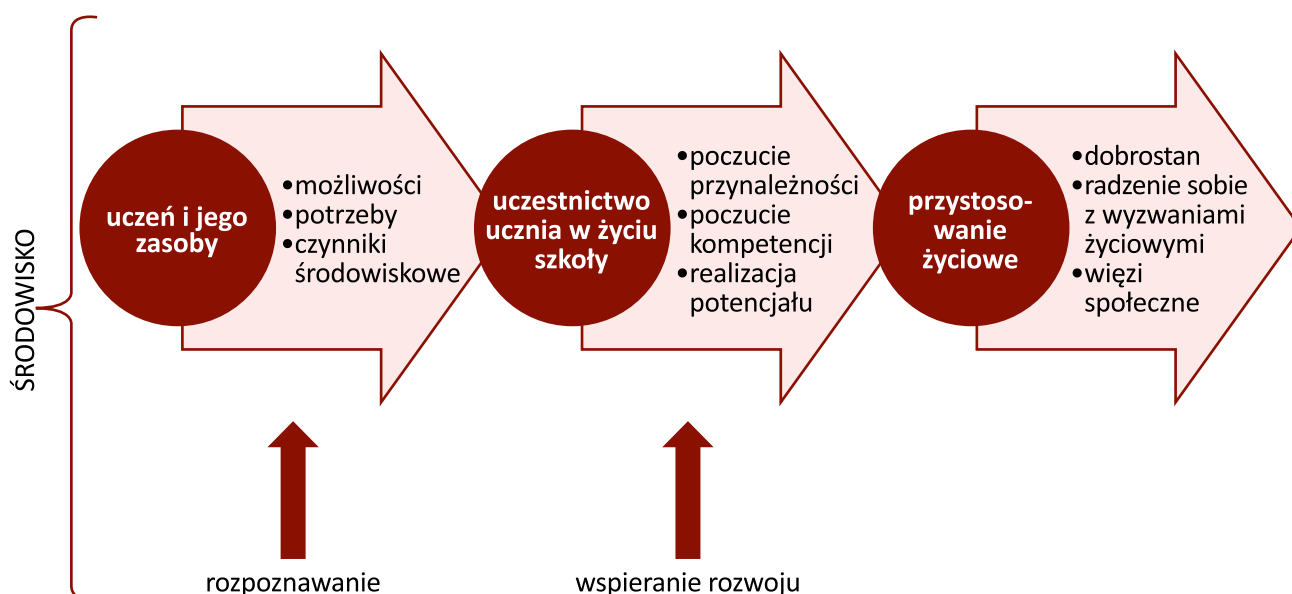 ŚRODOWISKO
uczeń i jego
zasoby
•możliwości
•potrzeby
•czynniki
środowiskowe
uczestnictwo
ucznia w życiu
szkoły
•poczucie
przynależności
•poczucie
kompetencji
•realizacja
potencjału
przystoso-
wanie
życiowe
•dobrostan
•radzenie sobie
z wyzwaniami
życiowymi
•więzi
społeczne
rozpoznawanie
wspieranie rozwoju